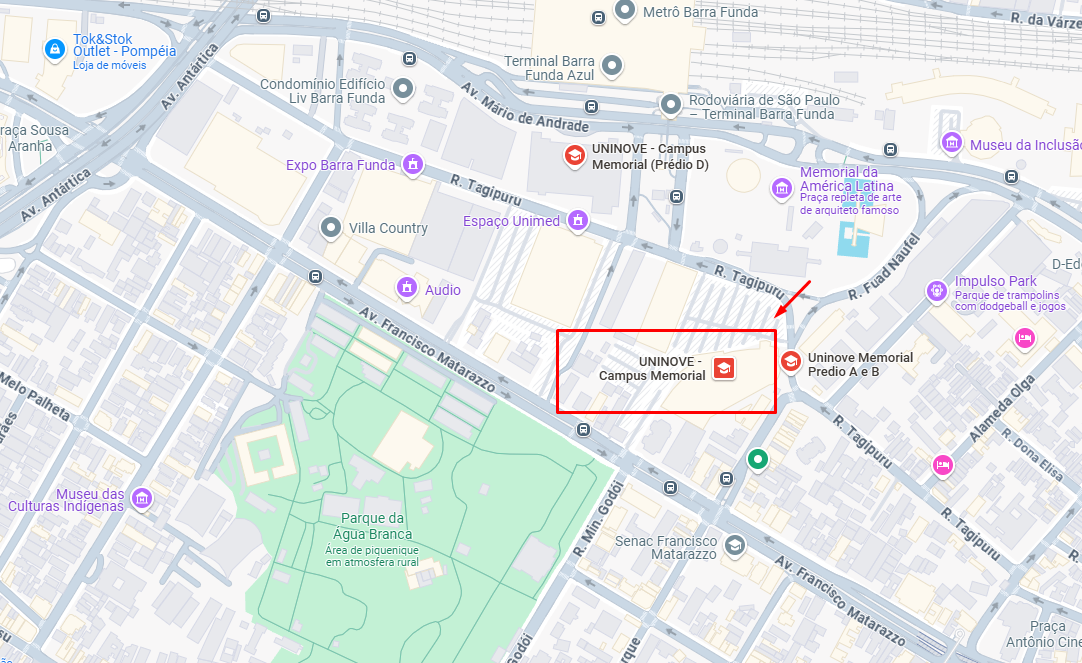 Metrô Barra Funda
R. da Várze
Tok&Stok
Outlet - Pompéia
Loja de móveis
Av. Antártica
Terminal Barra
Funda Azul
Condomínio Edifício
Liv Barra Funda
Av. Mário de Andrade
Rodoviária de São Paulo
– Terminal Barra Funda
raça Sousa
Aranha
UNINOVE - Campus
Memorial (Prédio D)
Museu da Inclusão
Expo Barra Funda
R. Tagipuru
Memorial da
América Latina
Praça repleta de arte
de arquiteto famoso
Av. Antártica
Villa Country
Espaço Unimed
R. Fuad Naufel
D-Ede
Audio
R. Tagipuru
Impulso Park
Parque de trampolins
com dodgeball e jogos
Av. Francisco Matarazzo
UNINOVE -
Campus Memorial
Uninove Memorial
Predio A e B
Melo Palheta
arães
Alameda Olga
R. Tagipuru
R. Dona Elisa
Museu das
Culturas Indígenas
Parque da
Água Branca
Área de piquenique
em atmosfera rural
R. Min. Godói
Senac Francisco
Matarazzo
R. Tagipuru
Av. Francisco Matarazzo
Praça
Antônio Cine
su
Godói
rque